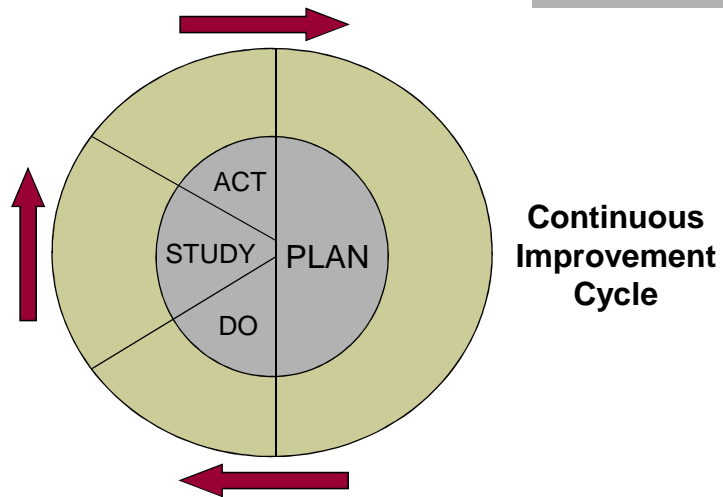 ACT
STUDY
PLAN
DO
Continuous
Improvement
Cycle